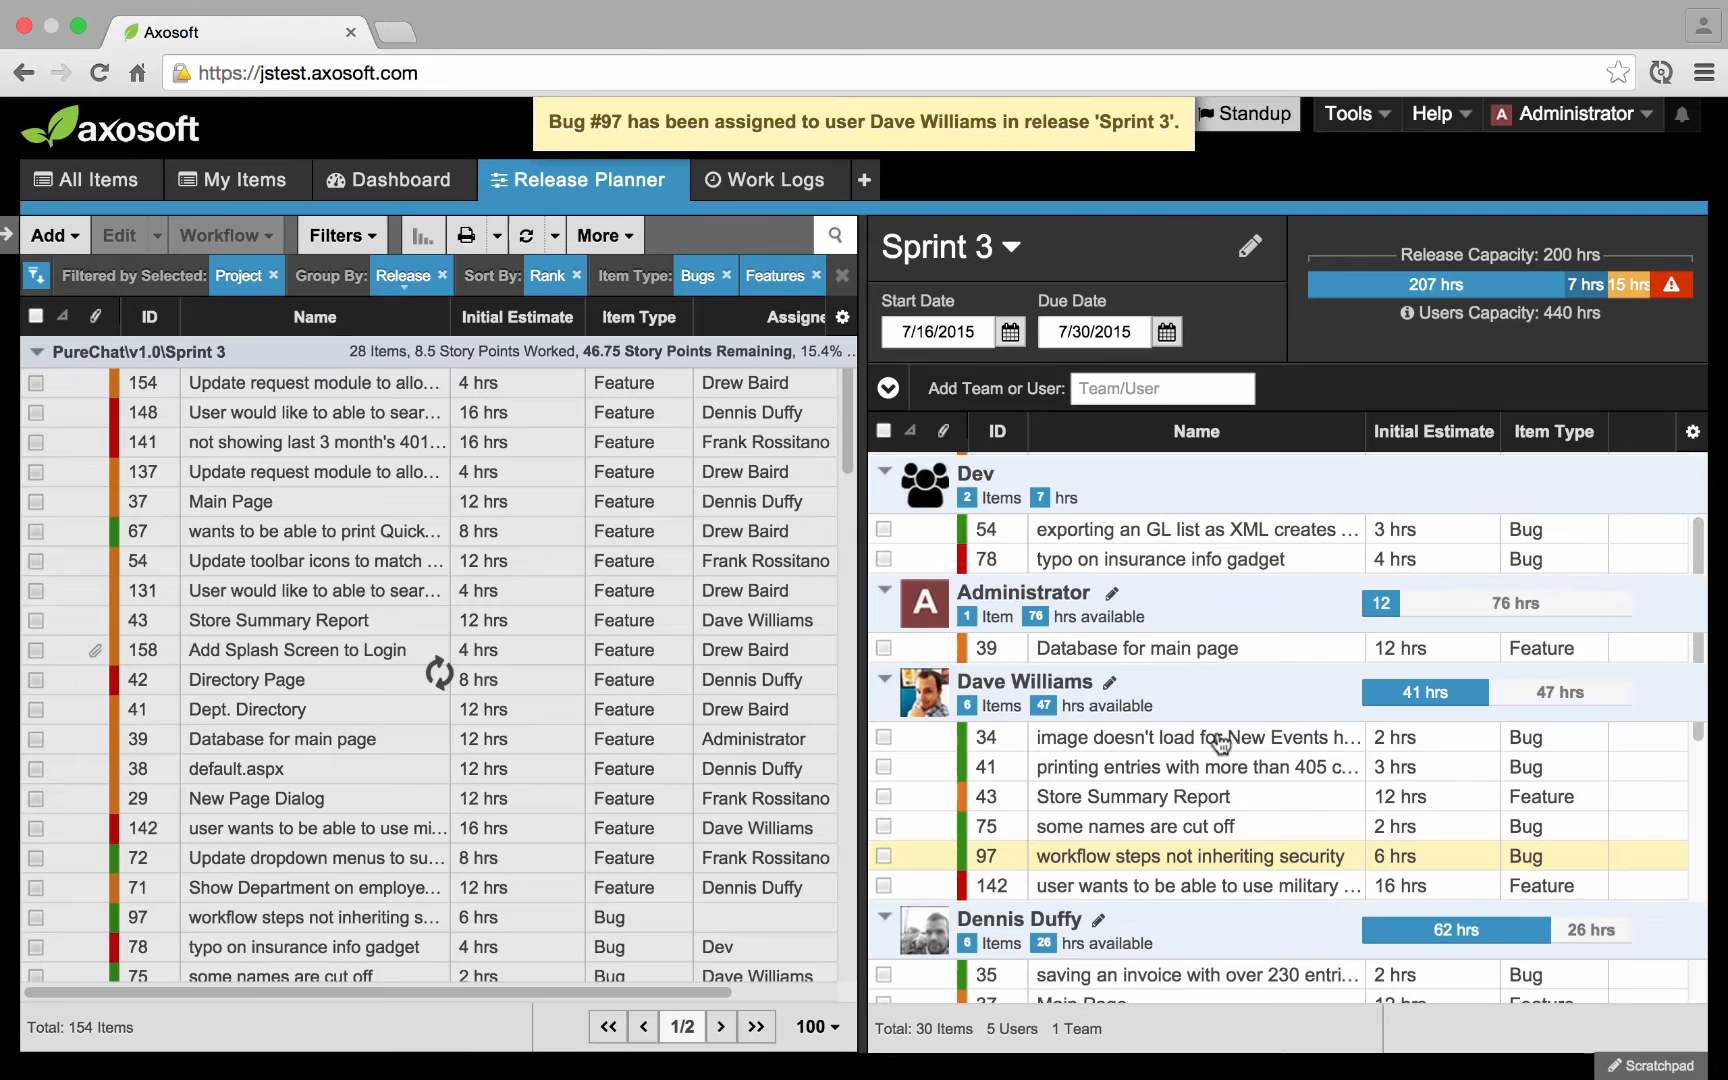 Axosoft
https://jstest.axosoft.com
axosoft
Bug #97 has been assigned to user Dave Williams in release 'Sprint 3'.
Standup
Tools
Help
A Administrator
All Items
My Items
Dashboard
Release Planner
Work Logs
+
Add
Edit
Workflow
Filters
More
Filtered by Selected: Project × Group By: Release × Sort By: Rank × Item Type: Bugs × Features ×
ID Name Initial Estimate Item Type Assigne
PureChat\v1.0\Sprint 3 28 Items, 8.5 Story Points Worked, 46.75 Story Points Remaining, 15.4% ..
154 Update request module to allo... 4 hrs Feature Drew Baird
148 User would like to able to sear... 16 hrs Feature Dennis Duffy
141 not showing last 3 month's 401... 16 hrs Feature Frank Rossitano
137 Update request module to allo... 4 hrs Feature Drew Baird
37 Main Page 12 hrs Feature Dennis Duffy
67 wants to be able to print Quick... 8 hrs Feature Drew Baird
54 Update toolbar icons to match ... 12 hrs Feature Frank Rossitano
131 User would like to able to sear... 4 hrs Feature Drew Baird
43 Store Summary Report 12 hrs Feature Dave Williams
158 Add Splash Screen to Login 4 hrs Feature Drew Baird
42 Directory Page 8 hrs Feature Dennis Duffy
41 Dept. Directory 12 hrs Feature Drew Baird
39 Database for main page 12 hrs Feature Administrator
38 default.aspx 12 hrs Feature Dennis Duffy
29 New Page Dialog 12 hrs Feature Frank Rossitano
142 user wants to be able to use mi... 16 hrs Feature Dave Williams
72 Update dropdown menus to su... 8 hrs Feature Frank Rossitano
71 Show Department on employe... 12 hrs Feature Dennis Duffy
97 workflow steps not inheriting s... 6 hrs Bug
78 typo on insurance info gadget 4 hrs Bug Dev
75 some names are cut off 2 hrs Bug Dave Williams
Total: 154 Items
<< < 1/2 > >> 100
Sprint 3
Start Date Due Date
7/16/2015 7/30/2015
Release Capacity: 200 hrs
207 hrs 7 hrs 15 hrs
Users Capacity: 440 hrs
Add Team or User: Team/User
ID Name Initial Estimate Item Type
Dev
2 Items 7 hrs
54 exporting an GL list as XML creates ... 3 hrs Bug
78 typo on insurance info gadget 4 hrs Bug
A Administrator
1 Item 76 hrs available
12 76 hrs
39 Database for main page 12 hrs Feature
Dave Williams
6 Items 47 hrs available
41 hrs 47 hrs
34 image doesn't load for New Events h... 2 hrs Bug
41 printing entries with more than 405 c... 3 hrs Bug
43 Store Summary Report 12 hrs Feature
75 some names are cut off 2 hrs Bug
97 workflow steps not inheriting security 6 hrs Bug
142 user wants to be able to use military ... 16 hrs Feature
Dennis Duffy
6 Items 26 hrs available
62 hrs 26 hrs
35 saving an invoice with over 230 entri... 2 hrs Bug
37 Main Page 12 hrs Feature
Total: 30 Items 5 Users 1 Team
Scratchpad